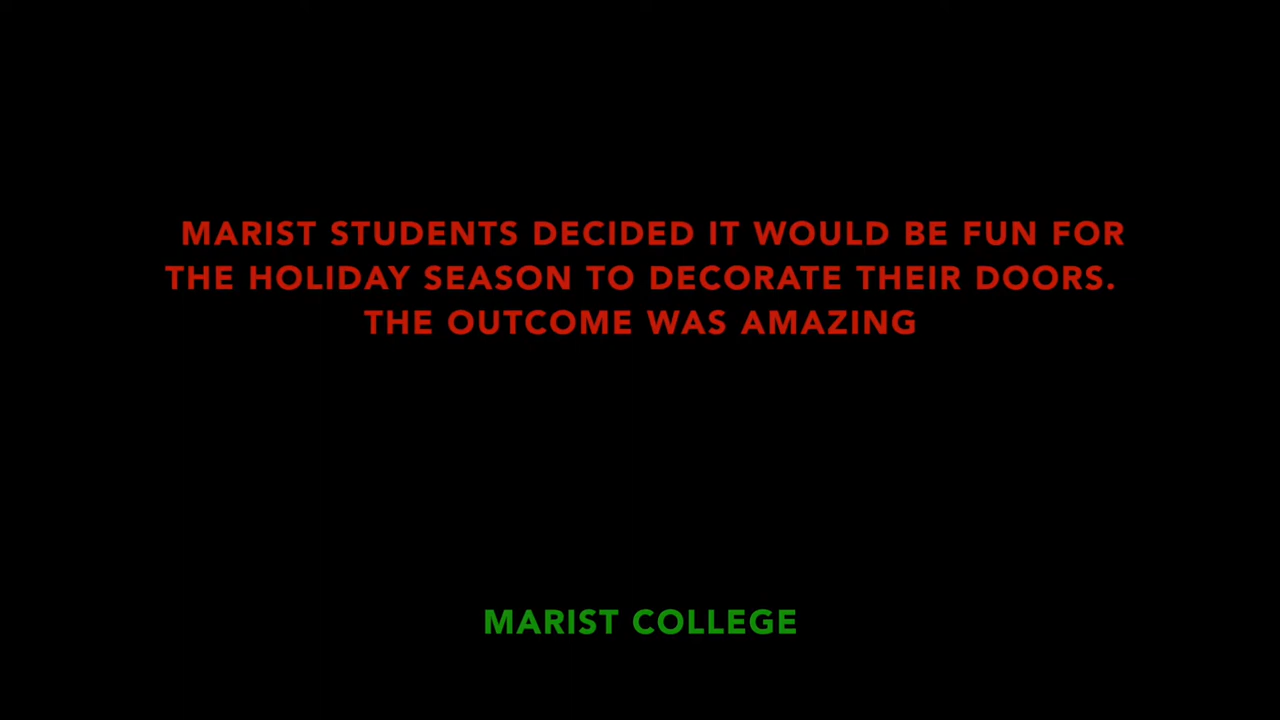 MARIST STUDENTS DECIDED IT WOULD BE FUN FOR
THE HOLIDAY SEASON TO DECORATE THEIR DOORS.
THE OUTCOME WAS AMAZING
MARIST COLLEGE